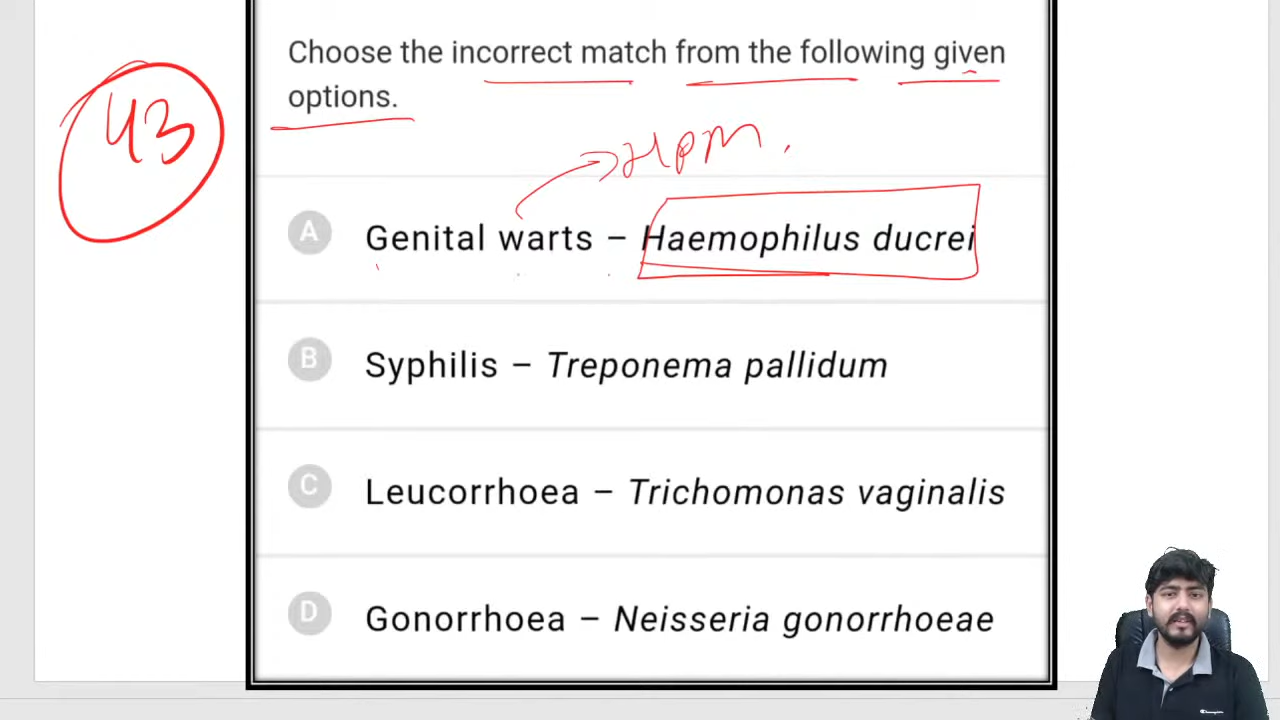 43
Choose the incorrect match from the following given
options.
A Genital warts – Haemophilus ducrei
B Syphilis – Treponema pallidum
C Leucorrhoea – Trichomonas vaginalis
D Gonorrhoea – Neisseria gonorrhoeae